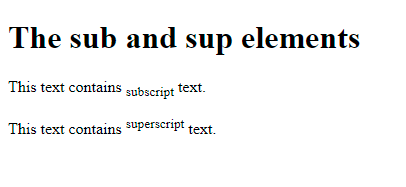 The sub and sup elements
This text contains subscript text.
This text contains superscript text.